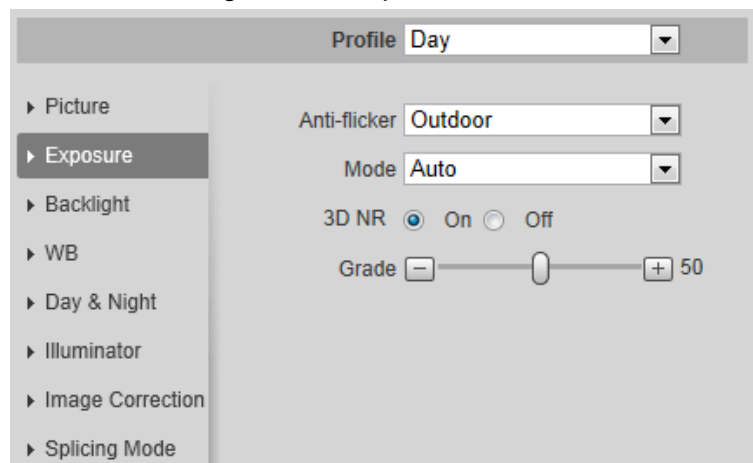 Profile Day
Picture
Exposure
Backlight
WB
Day & Night
Illuminator
Image Correction
Splicing Mode
Anti-flicker Outdoor
Mode Auto
3D NR On Off
Grade 50